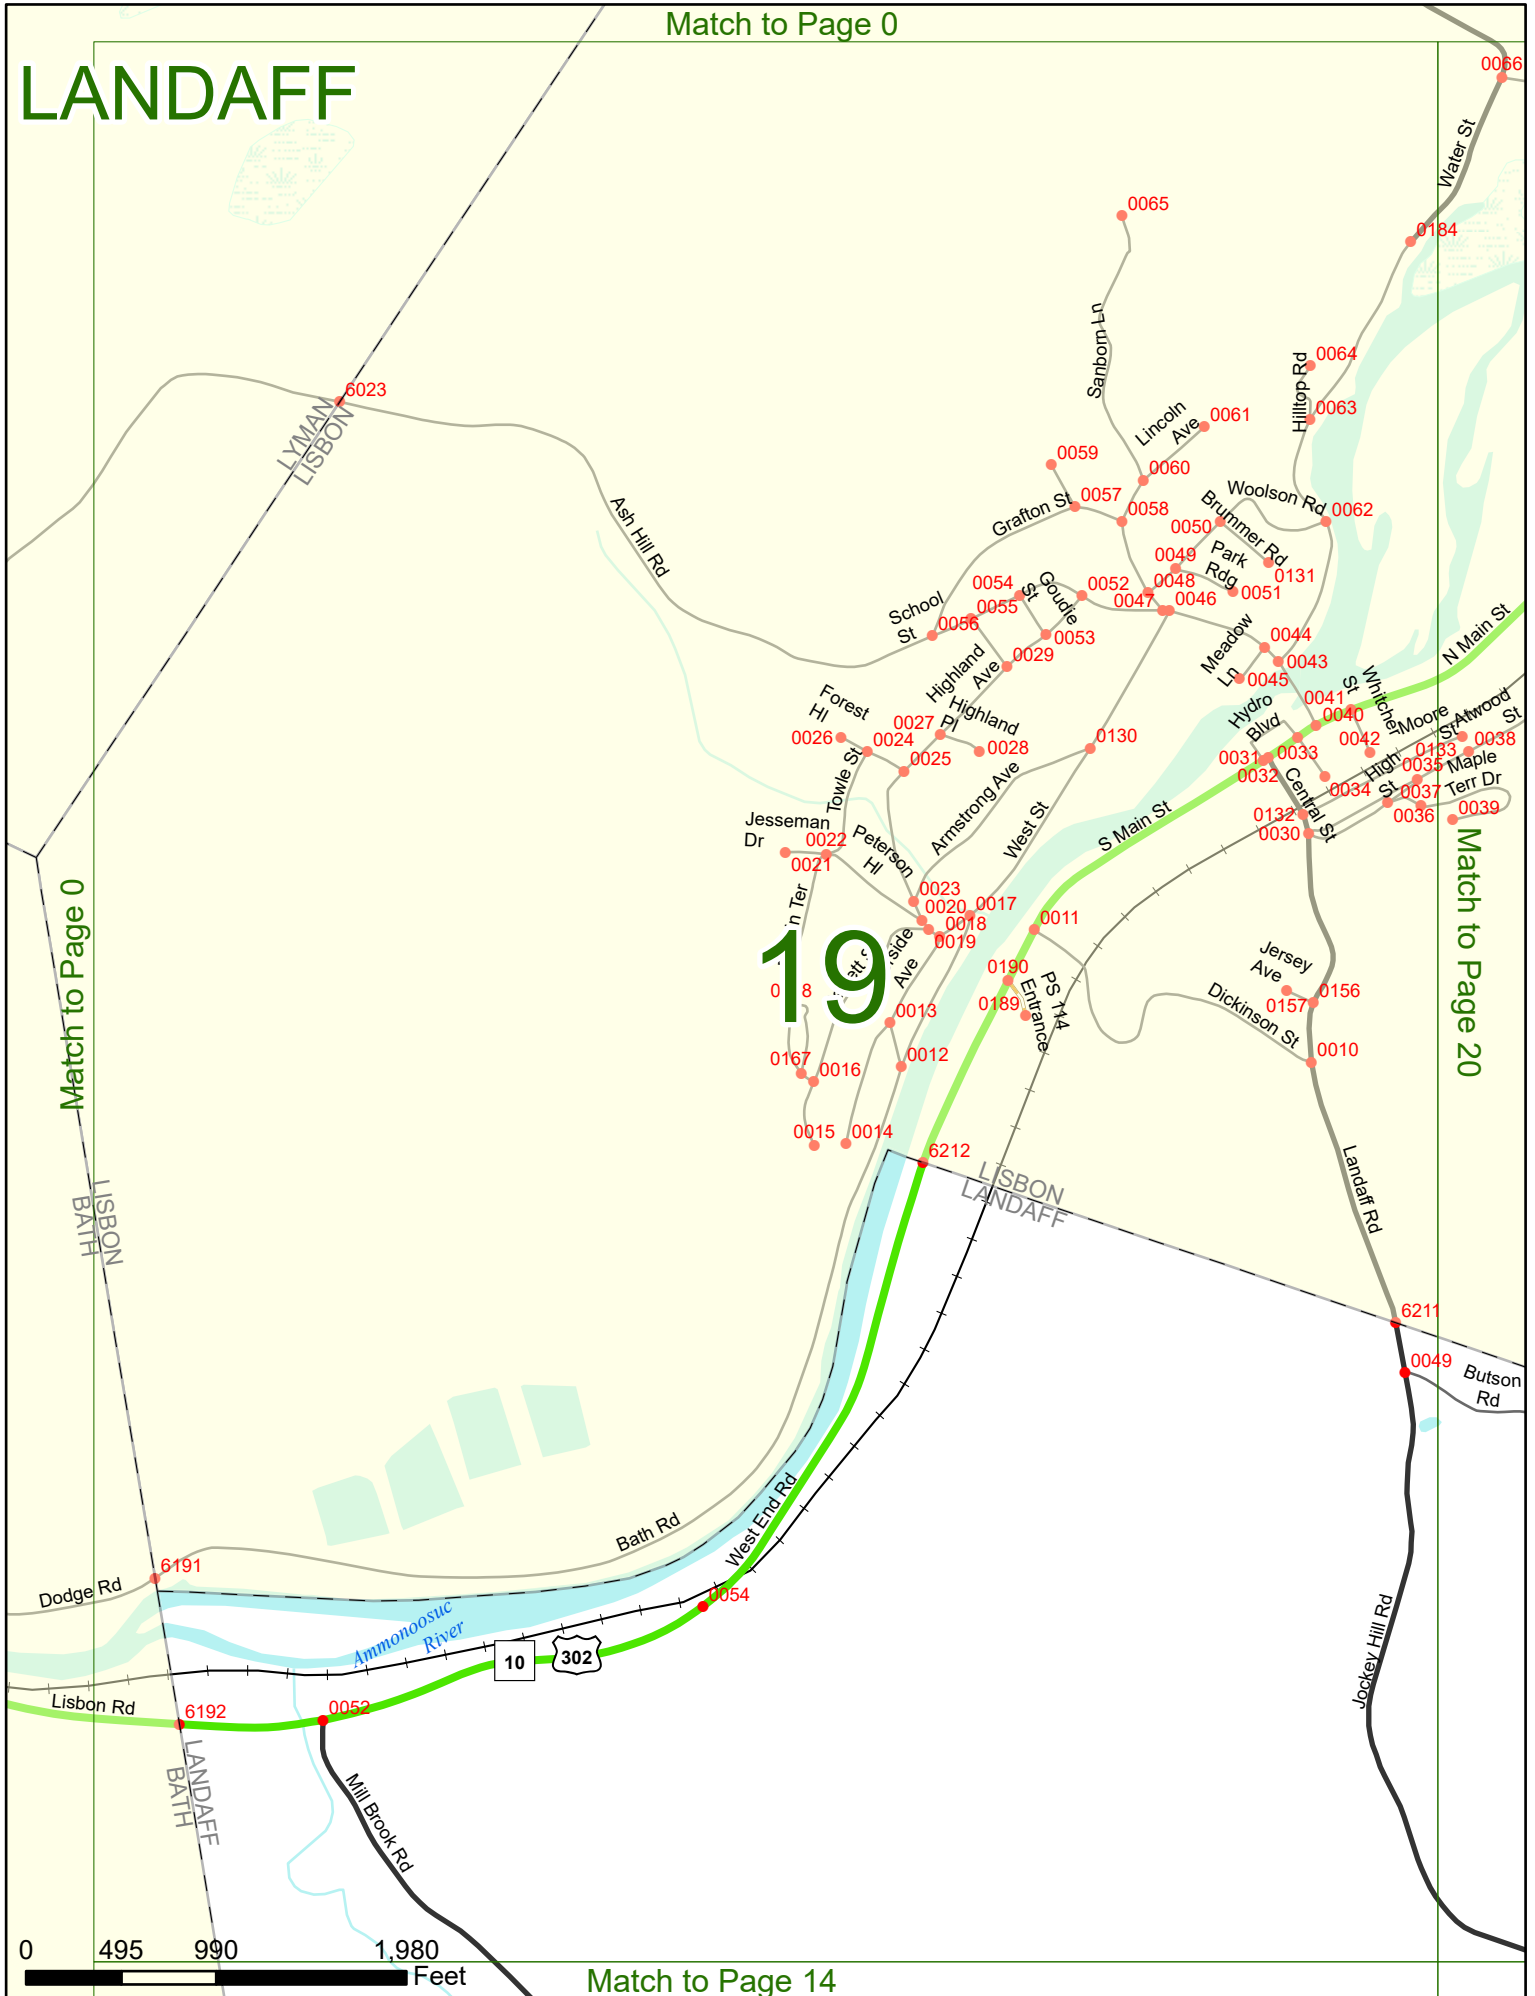 Match to Page 0
LANDAFF
0066
Water St
0184
0065
Sanborn Ln
0064
Hilltop Rd
0063
6023
LYMAN
LISBON
Lincoln
Ave
0061
0059
0060
0057
0058
Grafton St
Woolson Rd
0062
0050
Brummer Rd
Ash Hill Rd
0049
Park
Rdg
0131
0051
0048
0054
St
Goudie
0052
0047
0046
School
St
0055
0056
0053
Meadow
Ln
0044
0043
0045
N Main St
0029
Highland
Ave
Forest
Hl
0026
0024
0027
Highland
Pl
0028
0025
0130
Hydro
Blvd
0041
St
Whitcher
0040
0042
Moore
St
Atwood
St
0133
0038
0031
0033
0032
High
St
0035
Maple
Terr Dr
0034
0037
0036
0039
Central St
0132
0030
Towle St
Armstrong Ave
West St
S Main St
Jesseman
Dr
0022
0021
Peterson
Hl
0023
0020
0017
0018
0019
0011
n Ter
19
Ave
0190
PS 114
Entrance
0189
Jersey
Ave
0156
0157
Dickinson St
0010
0013
0012
0167
0016
0015
0014
Match to Page 0
Match to Page 20
6212
LISBON
LANDAFF
Landaff Rd
LISBON
BATH
6211
0049
Butson
Rd
Bath Rd
West End Rd
6191
Dodge Rd
0054
Ammonoosuc
River
10
302
Jockey Hill Rd
Lisbon Rd
6192
0052
LANDAFF
BATH
Mill Brook Rd
0 495 990 1,980
Feet
Match to Page 14